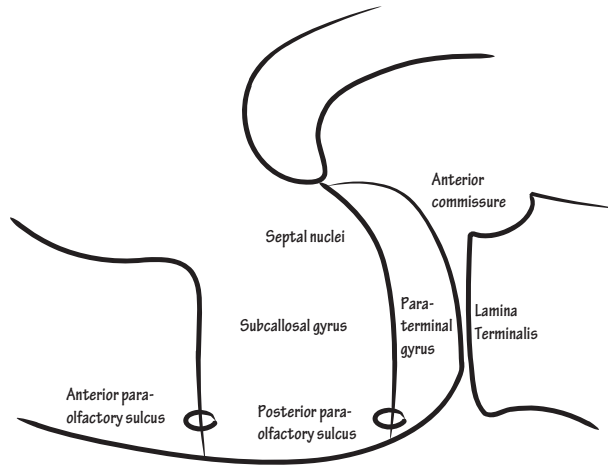 Anterior
commissure
Septal nuclei
Para-
terminal
gyrus
Lamina
Terminalis
Subcallosal gyrus
Anterior para-
olfactory sulcus
Posterior para-
olfactory sulcus